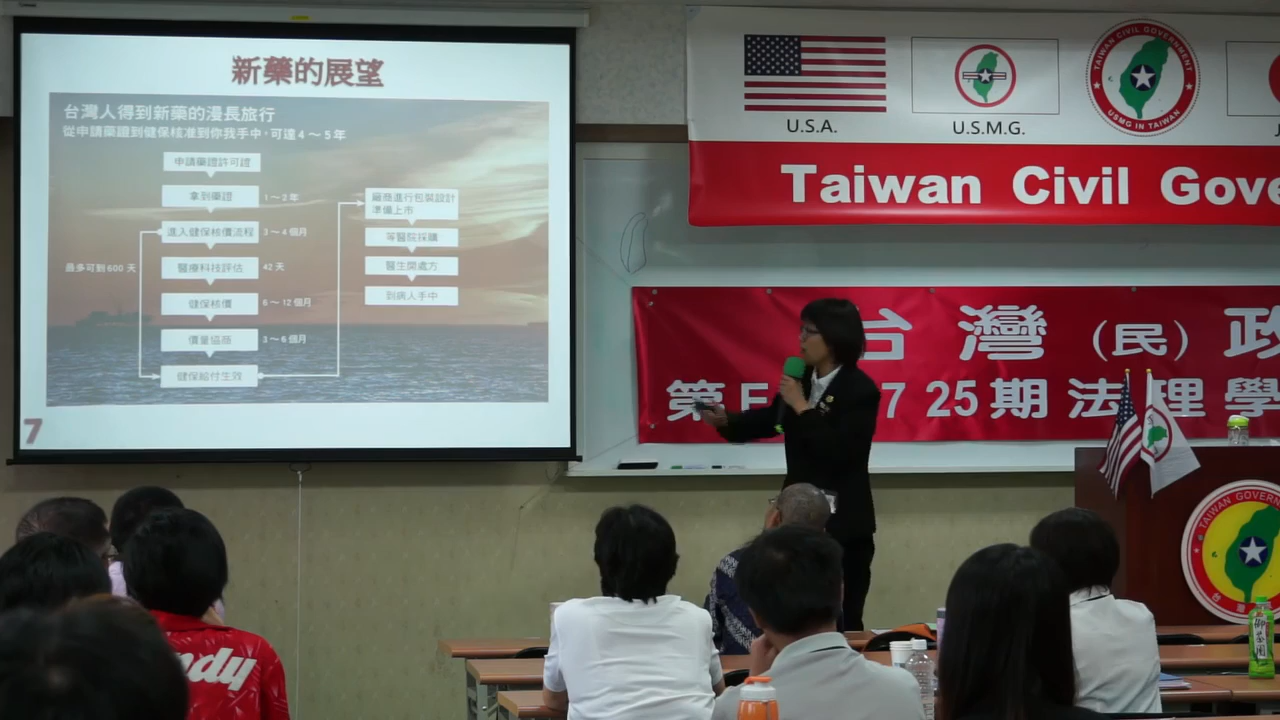 新藥的展望
台灣人得到新藥的漫長旅行
從申請藥證到健保核准到你我手中，可達4～5年
申請藥證許可證
拿到藥證
1～2年
進入健保核價流程
3～4個月
最多可到600天
醫療科技評估
42天
健保核價
6～12個月
價量協商
3～6個月
健保給付生效
廠商進行包裝設計
準備上市
等醫院採購
醫生開處方
到病人手中
7
U.S.A.
U.S.M.G.
TAIWAN CIVIL GOVERNMENT
USMG IN TAIWAN
Taiwan Civil Gove
台灣（民）政
第
7 25期法理學
TAIWAN GOVERN
ndy